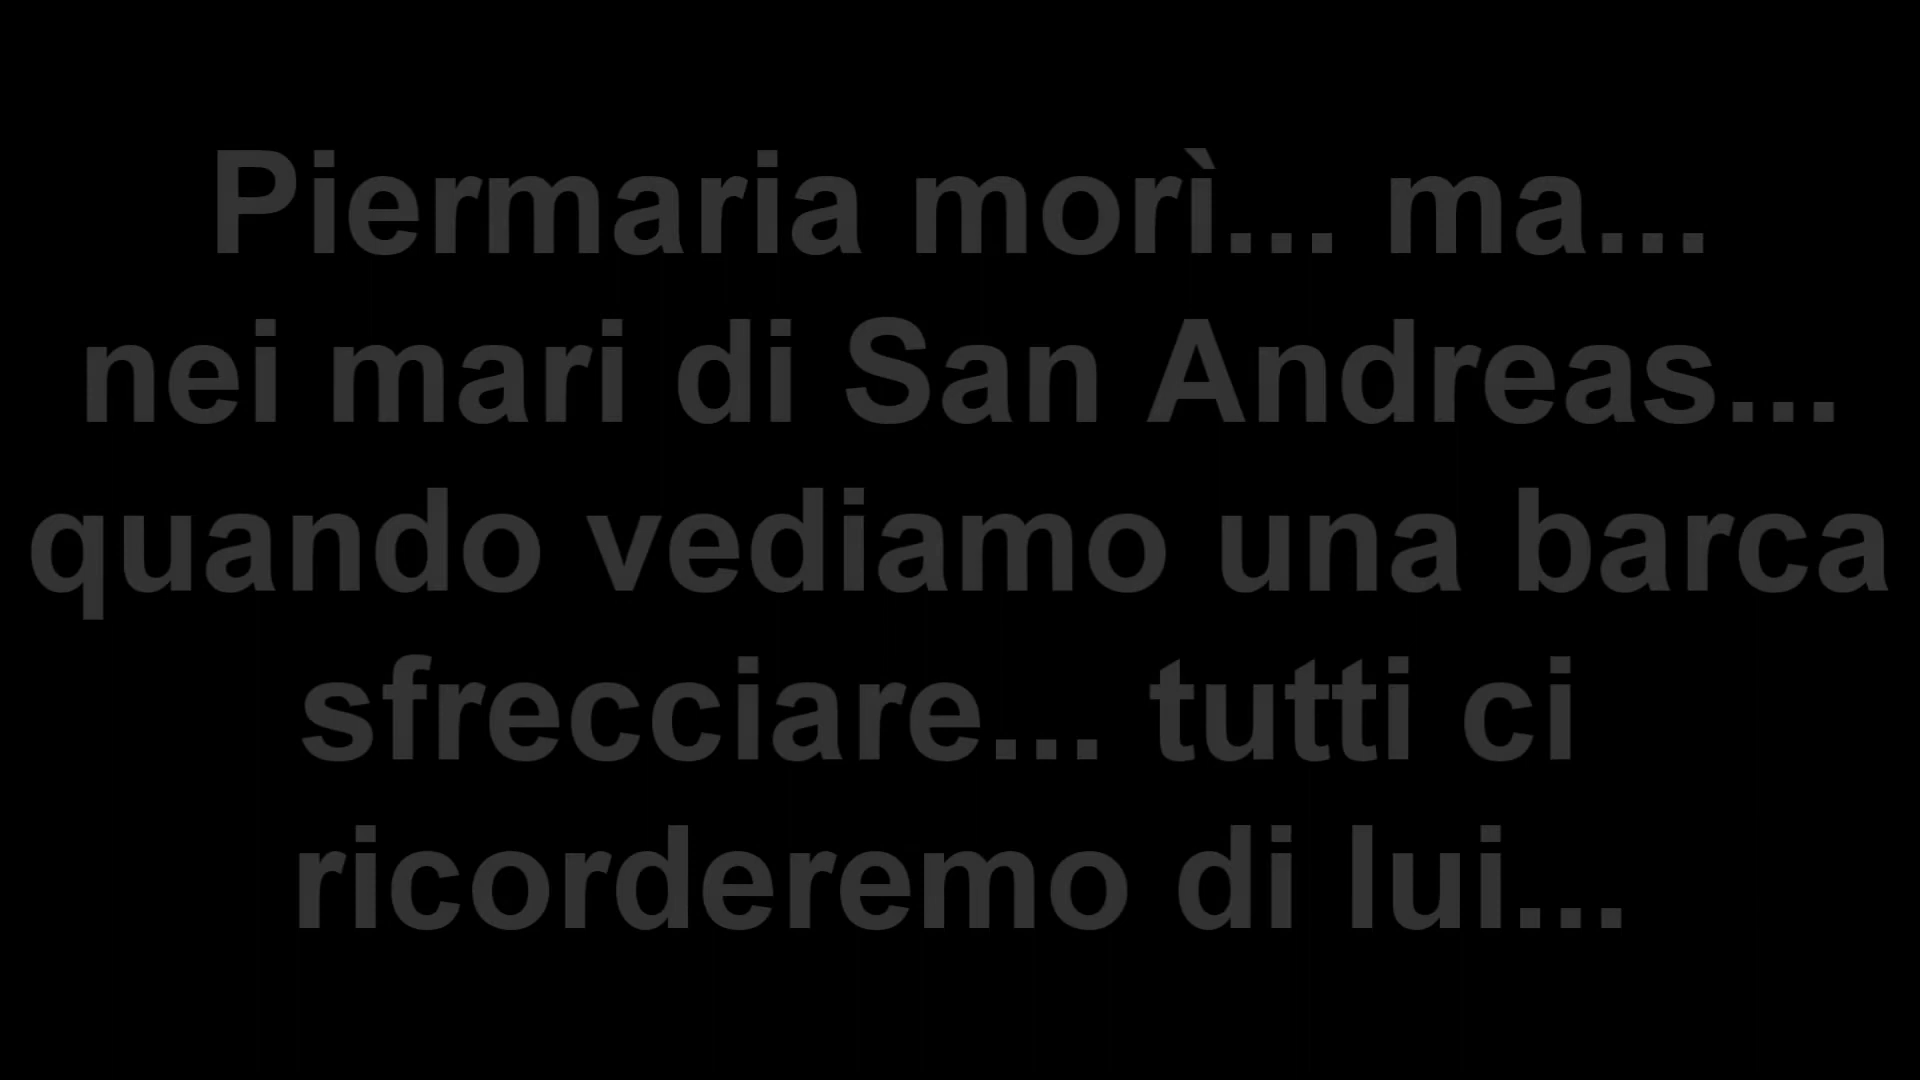 Piermaria morì... ma...
nei mari di San Andreas...
quando vediamo una barca
sfrecciare... tutti ci
ricorderemo di lui...